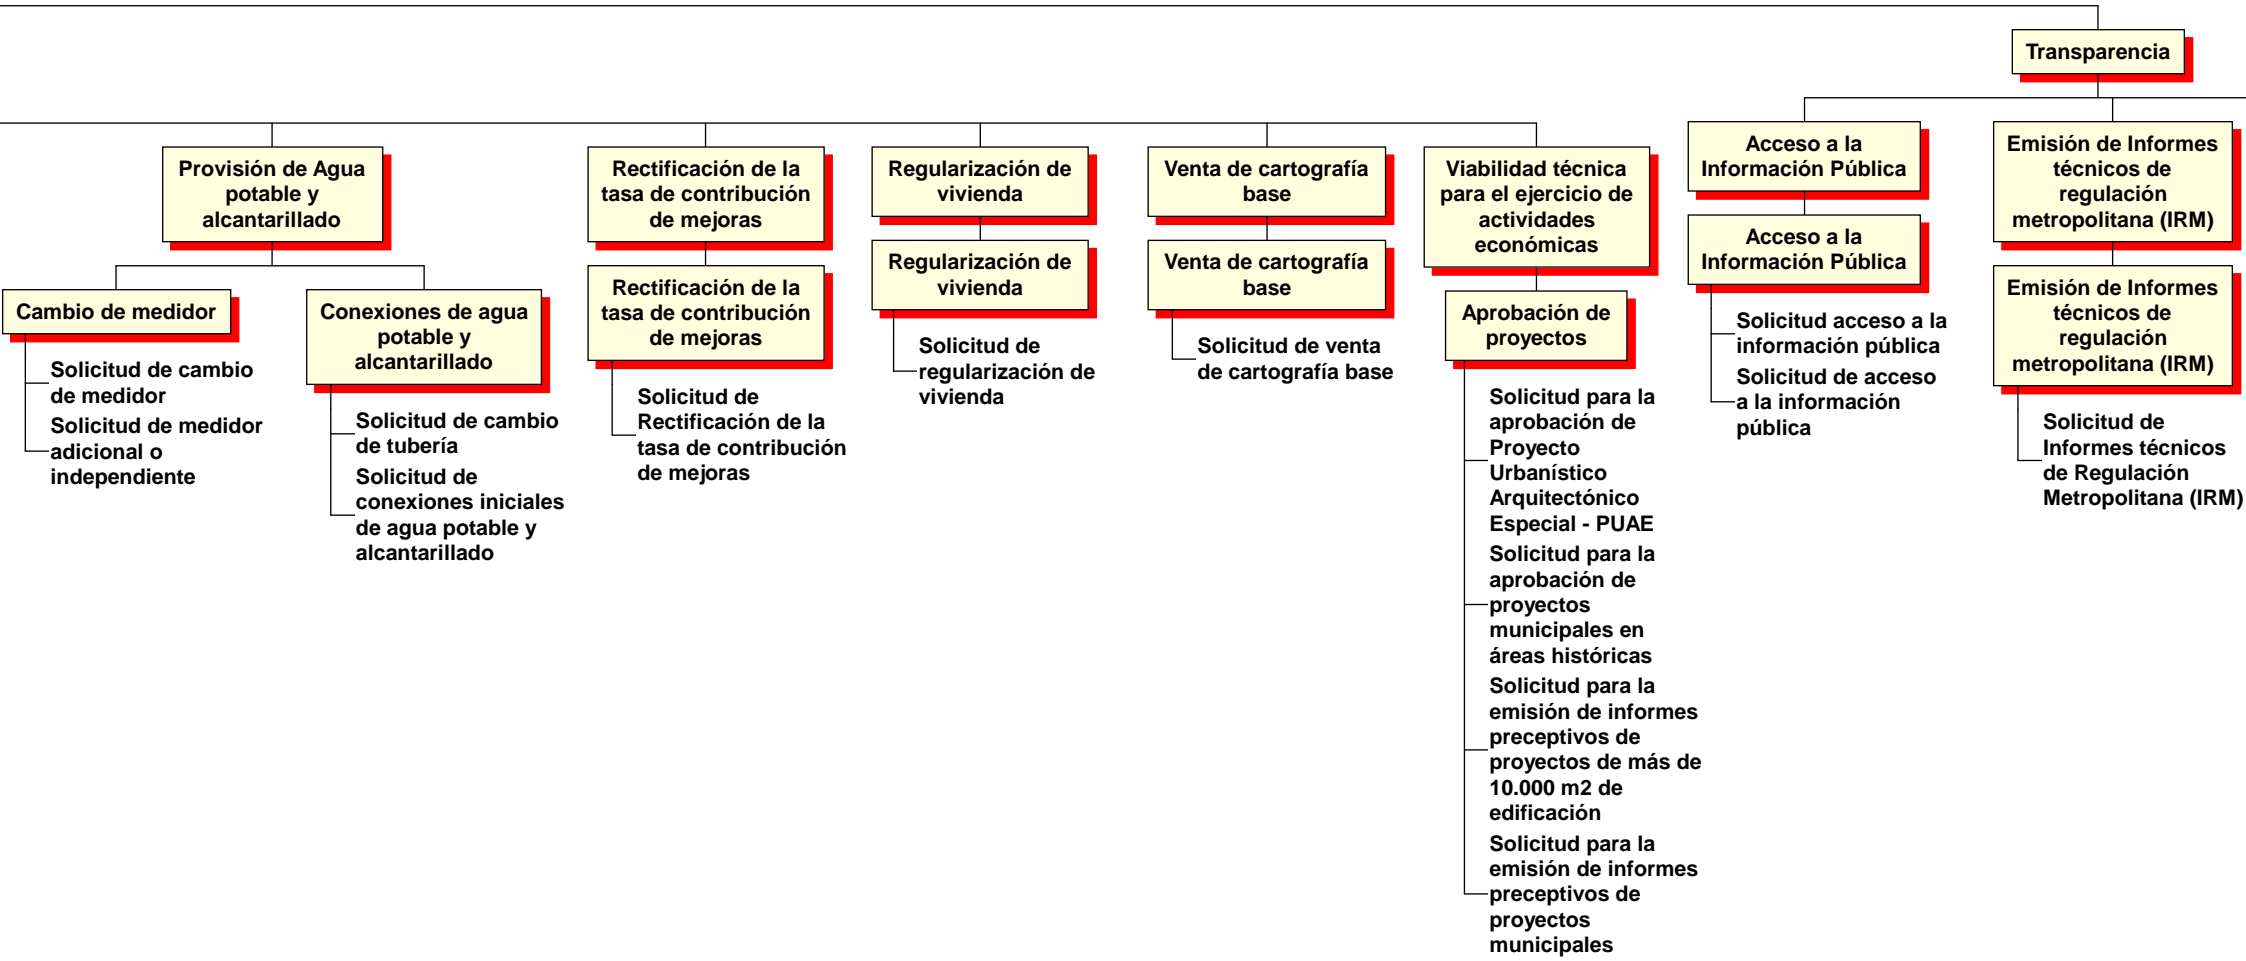 Transparencia
Provisión de Agua
potable y
alcantarillado
Cambio de medidor
Solicitud de cambio
de medidor
Solicitud de medidor
adicional o
independiente
Conexiones de agua
potable y
alcantarillado
Solicitud de cambio
de tubería
Solicitud de
conexiones iniciales
de agua potable y
alcantarillado
Rectificación de la
tasa de contribución
de mejoras
Rectificación de la
tasa de contribución
de mejoras
Solicitud de
Rectificación de la
tasa de contribución
de mejoras
Regularización de
vivienda
Regularización de
vivienda
Solicitud de
regularización de
vivienda
Venta de cartografía
base
Venta de cartografía
base
Solicitud de venta
de cartografía base
Viabilidad técnica
para el ejercicio de
actividades
económicas
Aprobación de
proyectos
Solicitud para la
aprobación de
Proyecto
Urbanístico
Arquitectónico
Especial - PUAE
Solicitud para la
aprobación de
proyectos
municipales en
áreas históricas
Solicitud para la
emisión de informes
preceptivos de
proyectos de más de
10.000 m2 de
edificación
Solicitud para la
emisión de informes
preceptivos de
proyectos
municipales
Acceso a la
Información Pública
Acceso a la
Información Pública
Solicitud acceso a la
información pública
Solicitud de acceso
a la información
pública
Emisión de Informes
técnicos de
regulación
metropolitana (IRM)
Emisión de Informes
técnicos de
regulación
metropolitana (IRM)
Solicitud de
Informes técnicos
de Regulación
Metropolitana (IRM)